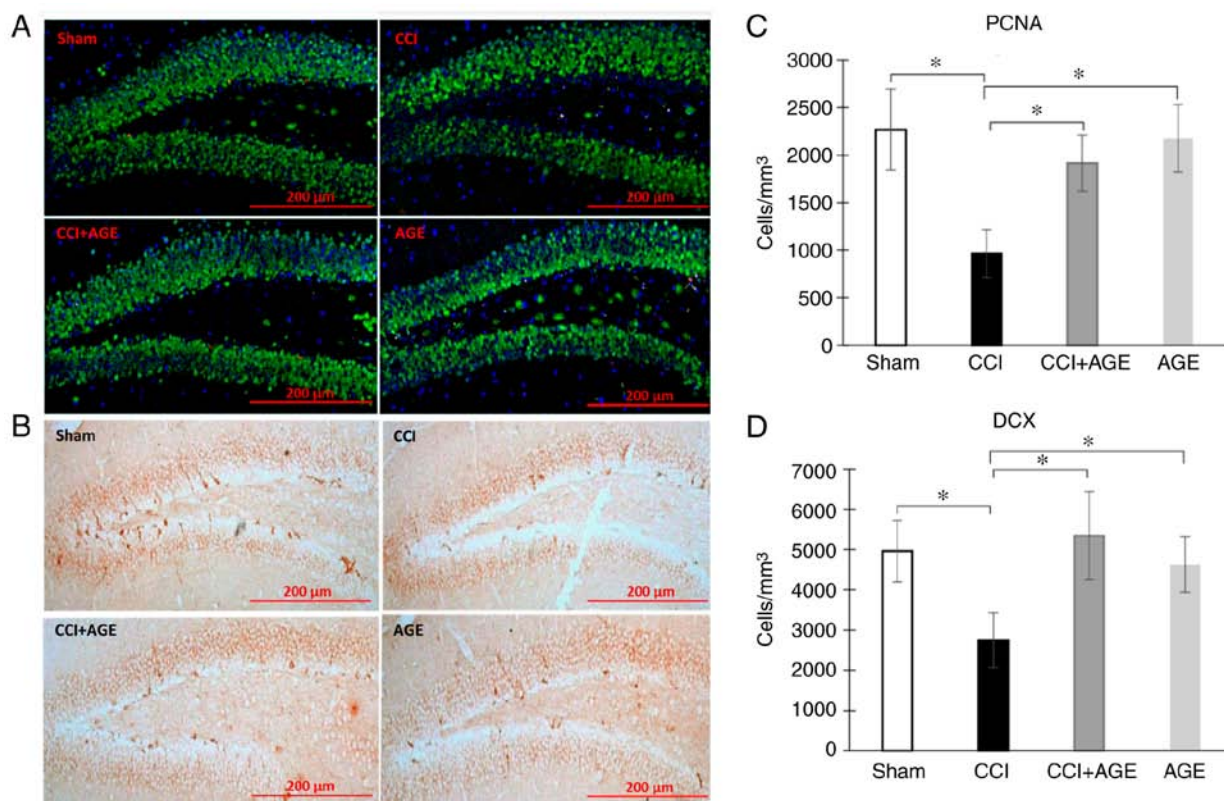 A
Sham
CCI
200 μm
200 μm
CCI+AGE
AGE
200 μm
200 μm
B
Sham
CCI
200 μm
200 μm
CCI+AGE
AGE
200 μm
200 μm
C
PCNA
Cells/mm³
3000
2500
2000
1500
1000
500
0
*
*
*
Sham
CCI
CCI+AGE
AGE
D
DCX
Cells/mm³
7000
6000
5000
4000
3000
2000
1000
0
*
*
*
Sham
CCI
CCI+AGE
AGE